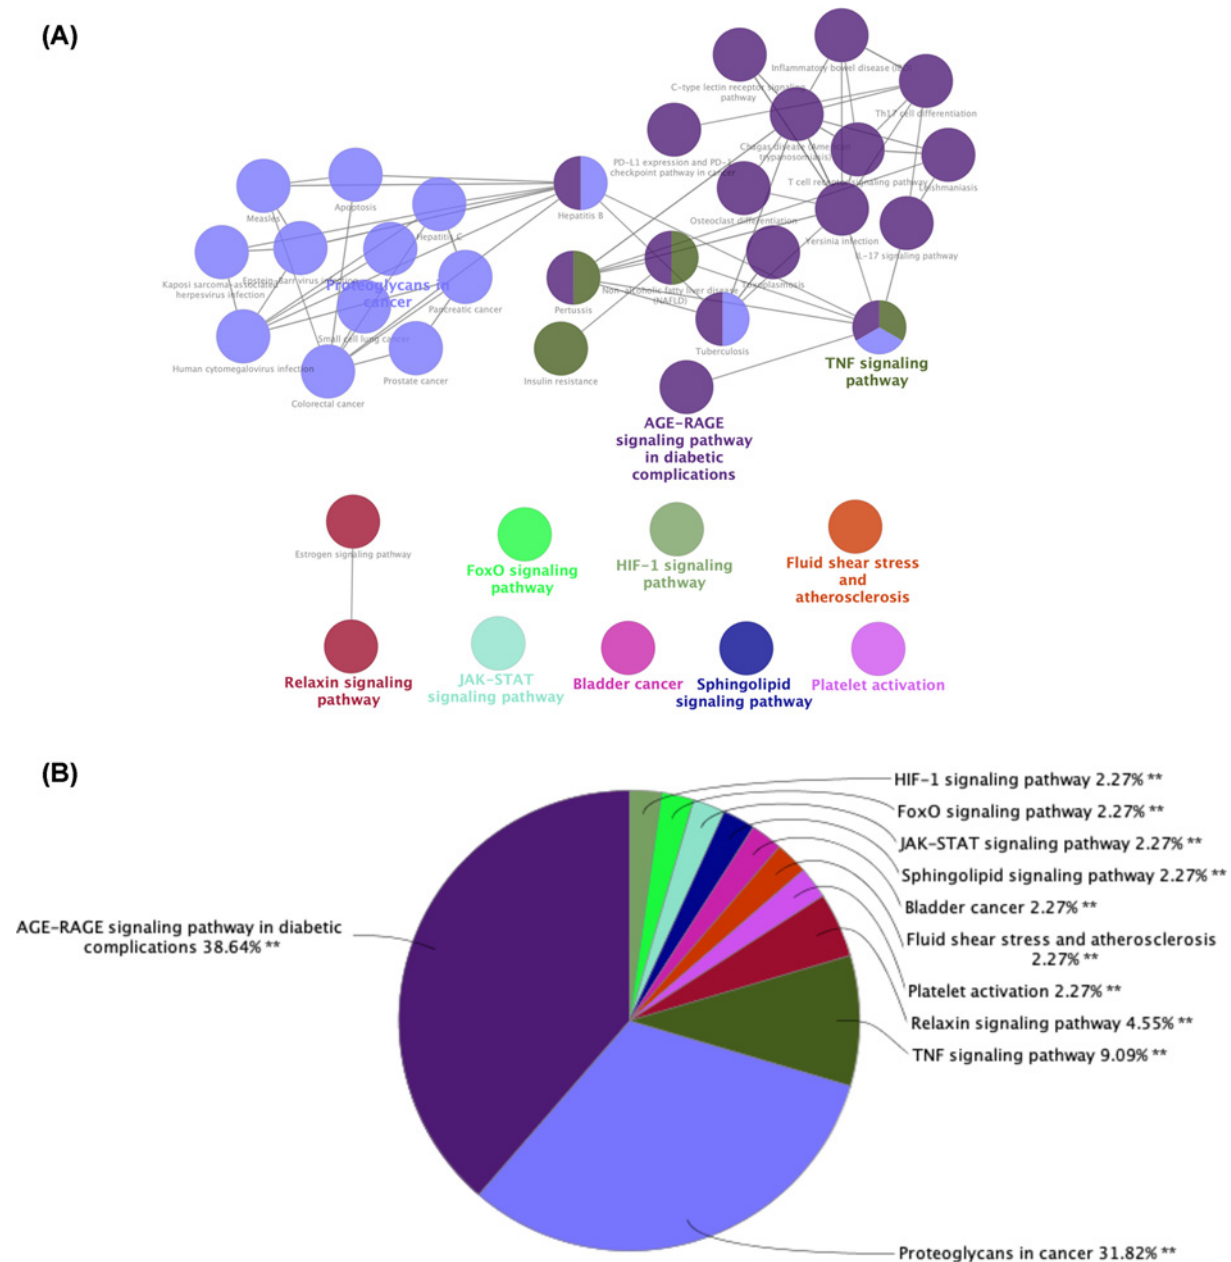 (A)
Inflammatory bowel disease (IBD)
C-type lectin receptor signaling
pathway
Th17 cell differentiation
Chagas disease (American
trypanosomiasis)
PD-L1 expression and PD-1
checkpoint pathway in cancer
T cell receptor signaling pathway
Leishmaniasis
Measles
Apoptosis
Hepatitis B
Osteoclast differentiation
Hepatitis C
Yersinia infection
IL-17 signaling pathway
Epstein-Barr virus infection
Kaposi sarcoma-associated
herpesvirus infection
Proteoglycans in
cancer
Non-alcoholic fatty liver disease
(NAFLD)
Toxoplasmosis
Pancreatic cancer
Pertussis
Small cell lung cancer
Tuberculosis
TNF signaling
pathway
Human cytomegalovirus infection
Prostate cancer
Insulin resistance
Colorectal cancer
AGE-RAGE
signaling pathway
in diabetic
complications
Estrogen signaling pathway
FoxO signaling
pathway
HIF-1 signaling
pathway
Fluid shear stress
and
atherosclerosis
Relaxin signaling
pathway
JAK-STAT
signaling pathway
Bladder cancer
Sphingolipid
signaling pathway
Platelet activation
(B)
HIF-1 signaling pathway 2.27% **
FoxO signaling pathway 2.27% **
JAK-STAT signaling pathway 2.27% **
Sphingolipid signaling pathway 2.27% **
Bladder cancer 2.27% **
Fluid shear stress and atherosclerosis
2.27% **
Platelet activation 2.27% **
Relaxin signaling pathway 4.55% **
TNF signaling pathway 9.09% **
AGE-RAGE signaling pathway in diabetic
complications 38.64% **
Proteoglycans in cancer 31.82% **